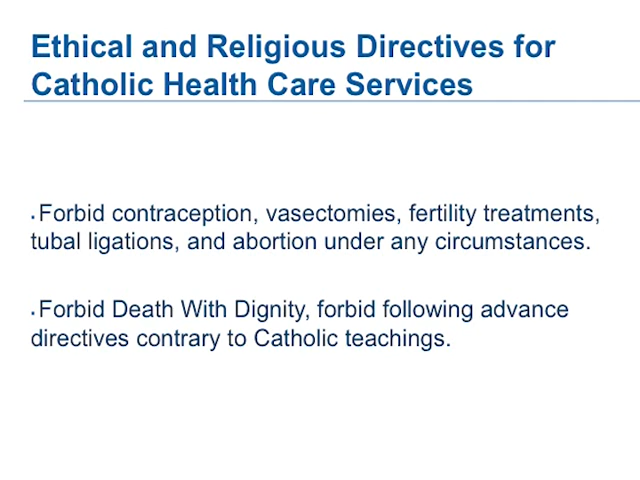 Ethical and Religious Directives for
Catholic Health Care Services
• Forbid contraception, vasectomies, fertility treatments,
tubal ligations, and abortion under any circumstances.
• Forbid Death With Dignity, forbid following advance
directives contrary to Catholic teachings.